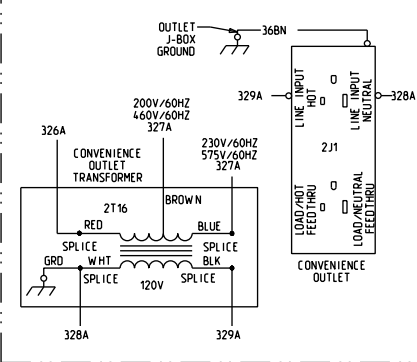 OUTLET
J-BOX
GROUND
36BN
329A
328A
LINE INPUT
HOT
LINE INPUT
NEUTRAL
2J1
LOAD/HOT
FEEDTHRU
LOAD/NEUTRAL
FEEDTHRU
CONVENIENCE
OUTLET
200V/60HZ
460V/60HZ
327A
326A
230V/60HZ
575V/60HZ
327A
CONVENIENCE
OUTLET
TRANSFORMER
BROWN
2T16
RED
BLUE
SPLICE
SPLICE
GRD
WHT
BLK
SPLICE
SPLICE
120V
328A
329A